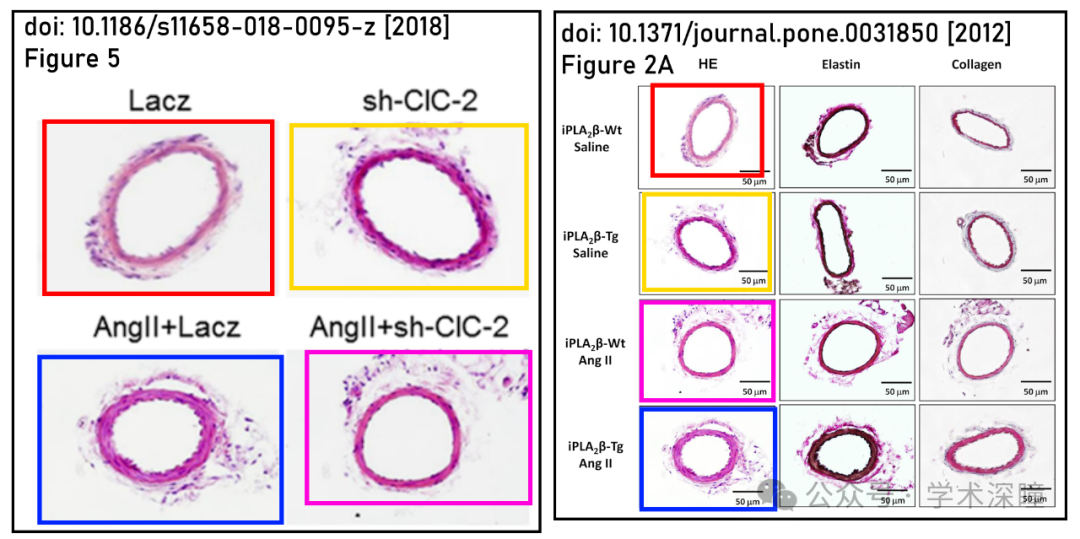 doi: 10.1186/s11658-018-0095-z [2018]
Figure 5
Lacz
sh-ClC-2
AngII+Lacz
AngII+sh-ClC-2
doi: 10.1371/journal.pone.0031850 [2012]
Figure 2A
HE
Elastin
Collagen
iPLA₂β-Wt
Saline
50 μm
50 μm
50 μm
iPLA₂β-Tg
Saline
50 μm
50 μm
50 μm
iPLA₂β-Wt
Ang II
50 μm
50 μm
50 μm
iPLA₂β-Tg
Ang II
50 μm
50 μm
50 μm
公众号 · 学术深瞳